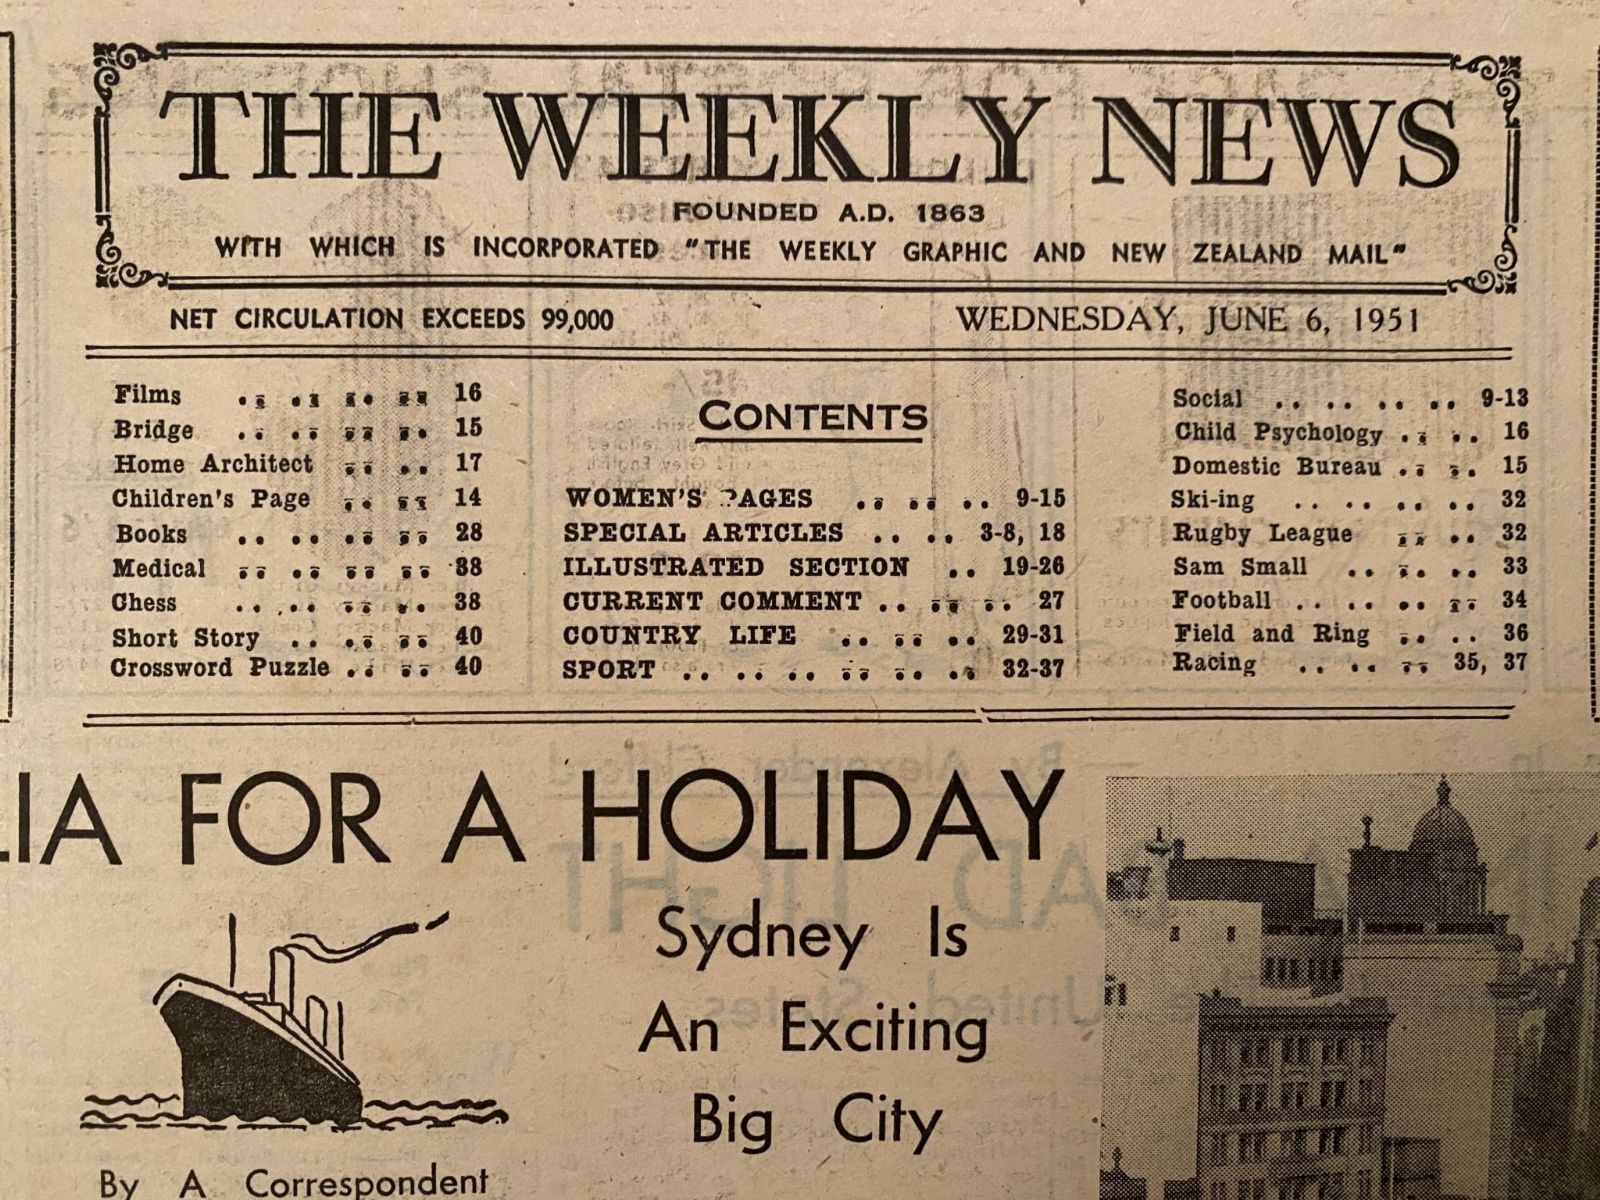 THE WEEKLY NEWS
FOUNDED A.D. 1863
WITH WHICH IS INCORPORATED "THE WEEKLY GRAPHIC AND NEW ZEALAND MAIL"
NET CIRCULATION EXCEEDS 99,000
WEDNESDAY, JUNE 6, 1951
Films .. .. .. .. 16
Bridge .. .. .. .. 15
Home Architect .. .. 17
Children's Page .. .. 14
Books .. .. .. .. 28
Medical .. .. .. .. 38
Chess .. .. .. .. 38
Short Story .. .. .. 40
Crossword Puzzle .. .. 40
CONTENTS
WOMEN'S PAGES .. .. .. 9-15
SPECIAL ARTICLES .. .. 3-8, 18
ILLUSTRATED SECTION .. 19-26
CURRENT COMMENT .. .. .. 27
COUNTRY LIFE .. .. .. 29-31
SPORT .. .. .. .. .. .. 32-37
Social .. .. .. .. 9-13
Child Psychology .. .. 16
Domestic Bureau .. .. 15
Ski-ing .. .. .. .. 32
Rugby League .. .. 32
Sam Small .. .. .. 33
Football .. .. .. .. 34
Field and Ring .. .. 36
Racing .. .. .. 35, 37
LIA FOR A HOLIDAY
Sydney Is
An Exciting
Big City
By A Correspondent